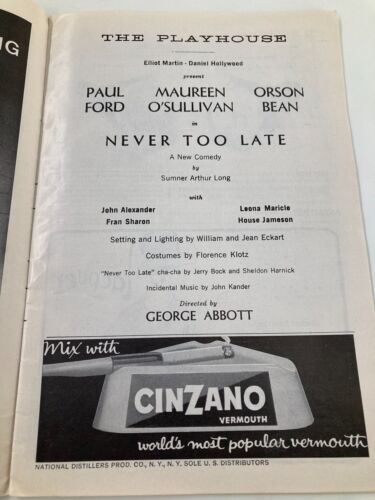 UG
THE PLAYHOUSE
Elliot Martin - Daniel Hollywood
present
PAUL MAUREEN ORSON
FORD O'SULLIVAN BEAN
in
NEVER TOO LATE
A New Comedy
by
Sumner Arthur Long
with
John Alexander Leona Maricle
Fran Sharon House Jameson
Setting and Lighting by William and Jean Eckart
Costumes by Florence Klotz
"Never Too Late" cha-cha by Jerry Bock and Sheldon Harnick
Incidental Music by John Kander
Directed by
GEORGE ABBOTT
Mix with
CINZANO
VERMOUTH
world's most popular vermouth
NATIONAL DISTILLERS PROD. CO., N. Y., N. Y. SOLE U. S. DISTRIBUTORS